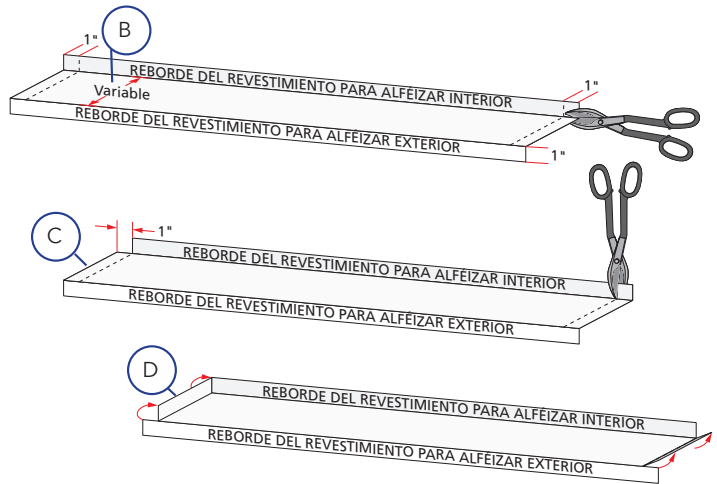 B
1"
REBORDE DEL REVESTIMIENTO PARA ALFÉIZAR INTERIOR
1"
Variable
REBORDE DEL REVESTIMIENTO PARA ALFÉIZAR EXTERIOR
1"
C
1"
REBORDE DEL REVESTIMIENTO PARA ALFÉIZAR INTERIOR
REBORDE DEL REVESTIMIENTO PARA ALFÉIZAR EXTERIOR
D
REBORDE DEL REVESTIMIENTO PARA ALFÉIZAR INTERIOR
REBORDE DEL REVESTIMIENTO PARA ALFÉIZAR EXTERIOR